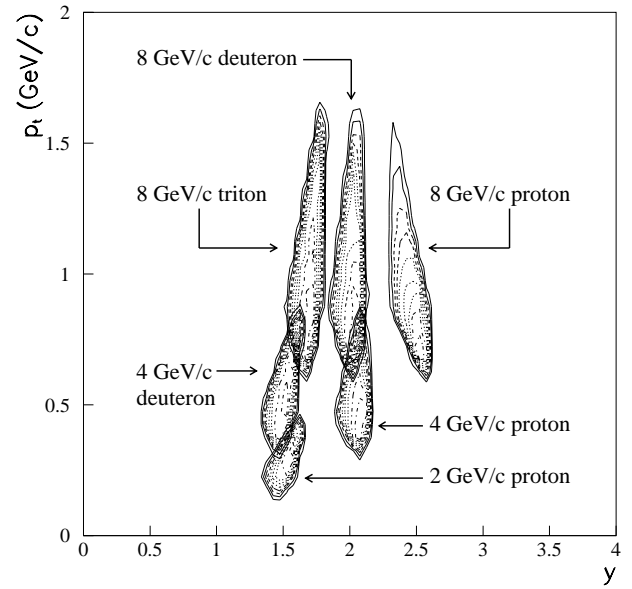 2
8 GeV/c deuteron
p_t (GeV/c)
1.5
8 GeV/c triton
8 GeV/c proton
1
4 GeV/c
deuteron
0.5
4 GeV/c proton
2 GeV/c proton
0
0 0.5 1 1.5 2 2.5 3 3.5 4
y